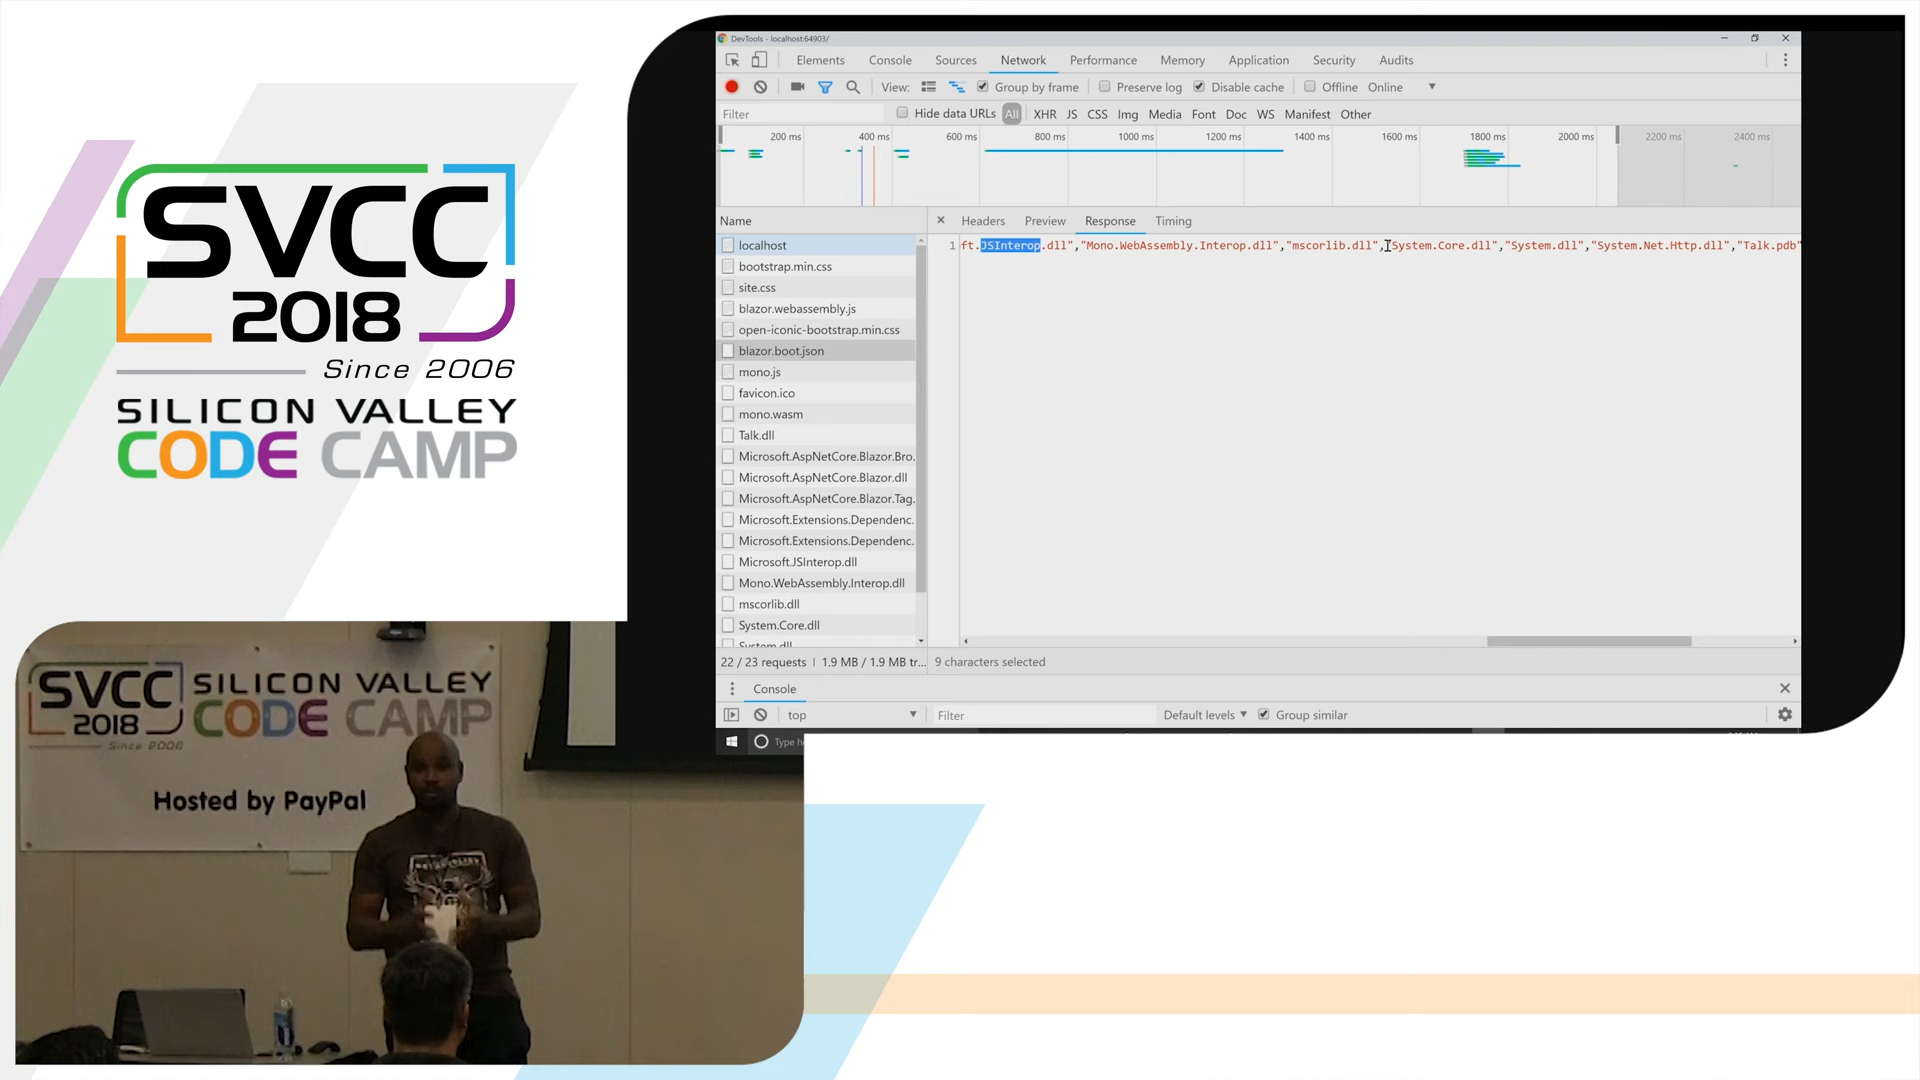 SVCC
2018
Since 2006
SILICON VALLEY
CODE CAMP
DevTools - localhost:64903/
Elements Console Sources Network Performance Memory Application Security Audits
View: Group by frame Preserve log Disable cache Offline Online
Filter Hide data URLs All XHR JS CSS Img Media Font Doc WS Manifest Other
200 ms 400 ms 600 ms 800 ms 1000 ms 1200 ms 1400 ms 1600 ms 1800 ms 2000 ms 2200 ms 2400 ms
Name Headers Preview Response Timing
1 ft.JSInterop.dll","Mono.WebAssembly.Interop.dll","mscorlib.dll","System.Core.dll","System.dll","System.Net.Http.dll","Talk.pdb"
localhost
bootstrap.min.css
site.css
blazor.webassembly.js
open-iconic-bootstrap.min.css
blazor.boot.json
mono.js
favicon.ico
mono.wasm
Talk.dll
Microsoft.AspNetCore.Blazor.Bro.
Microsoft.AspNetCore.Blazor.dll
Microsoft.AspNetCore.Blazor.Tag.
Microsoft.Extensions.Dependenc.
Microsoft.Extensions.Dependenc.
Microsoft.JSInterop.dll
Mono.WebAssembly.Interop.dll
mscorlib.dll
System.Core.dll
System.dll
22 / 23 requests | 1.9 MB / 1.9 MB tr... 9 characters selected
Console
top Filter Default levels Group similar
Type h
SVCC
2018
Since 2006
SILICON VALLEY
CODE CAMP
Hosted by PayPal